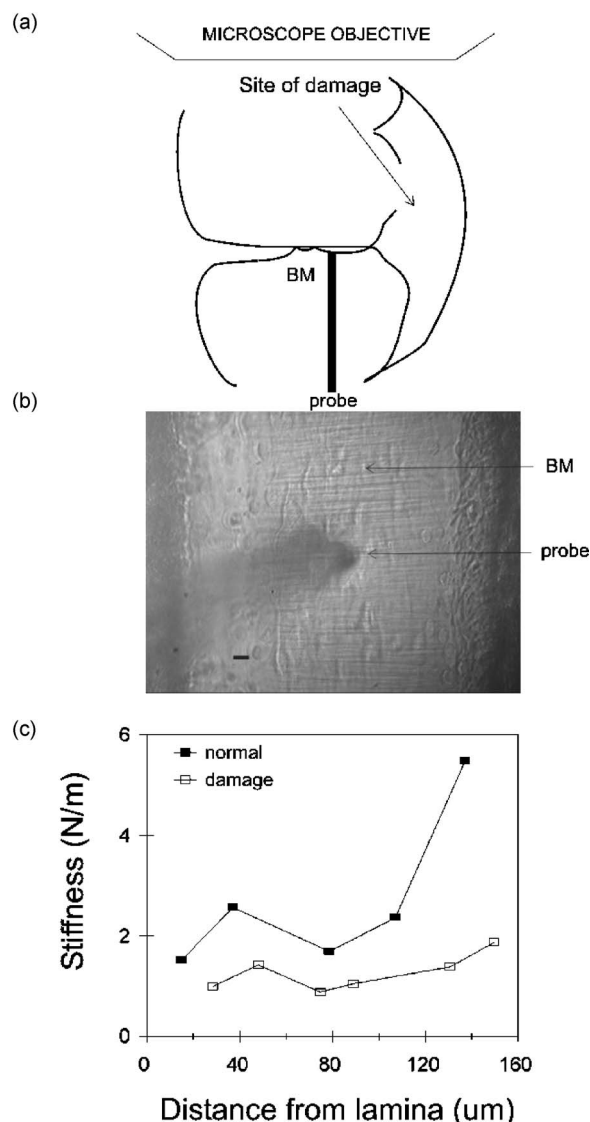 (a)
MICROSCOPE OBJECTIVE
Site of damage
BM
probe
(b)
BM
probe
(c)
6
4
2
0
Stiffness (N/m)
normal
damage
0 40 80 120 160
Distance from lamina (um)